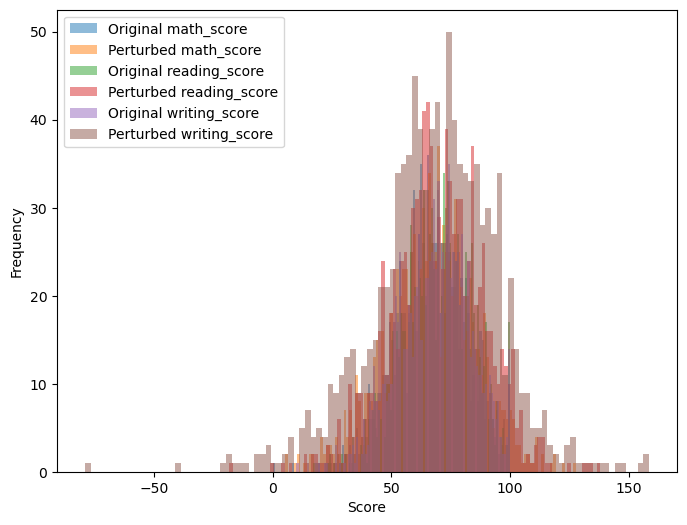 Original math_score
Perturbed math_score
Original reading_score
Perturbed reading_score
Original writing_score
Perturbed writing_score
50
40
30
20
10
0
Frequency
−50
0
50
100
150
Score